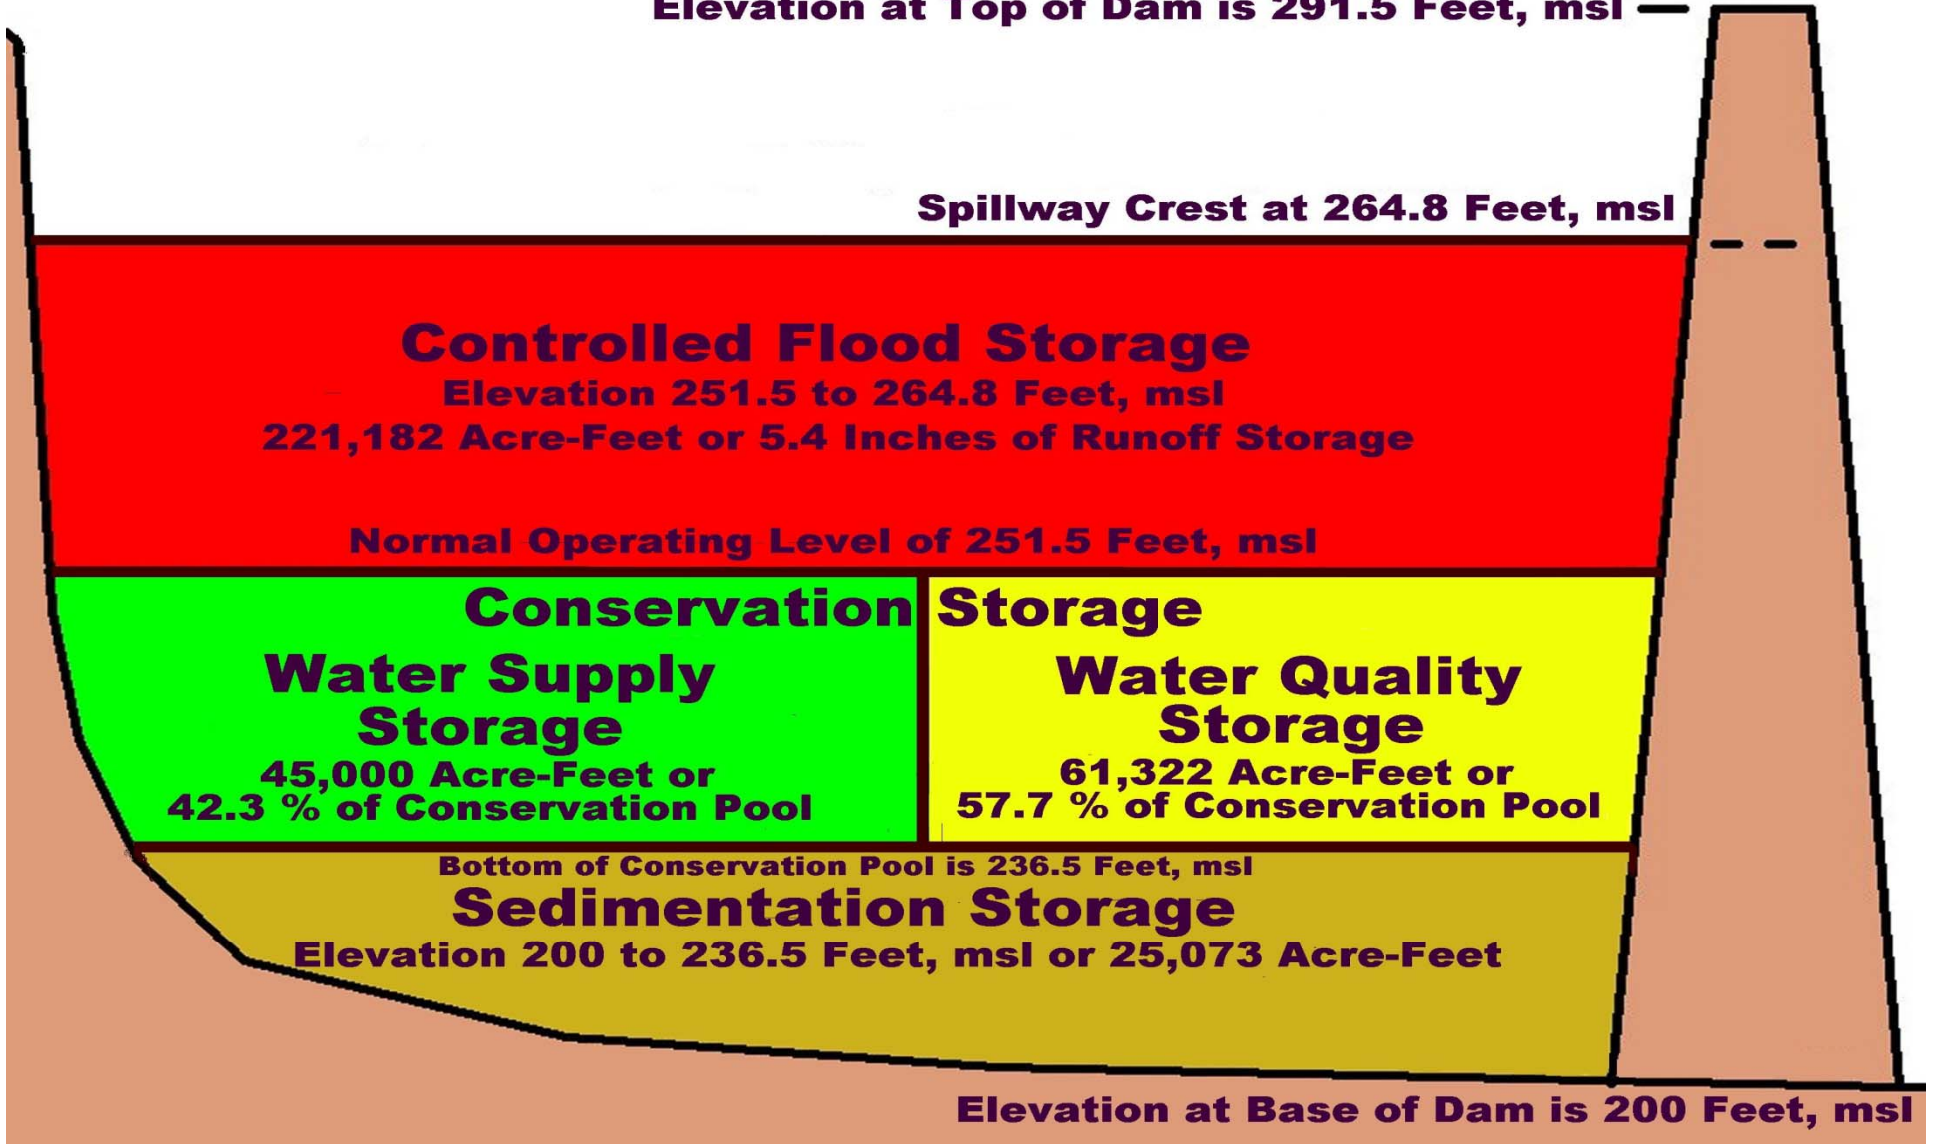 Elevation at Top of Dam is 291.5 Feet, msl
Spillway Crest at 264.8 Feet, msl
Controlled Flood Storage
Elevation 251.5 to 264.8 Feet, msl
221,182 Acre-Feet or 5.4 Inches of Runoff Storage
Normal Operating Level of 251.5 Feet, msl
Conservation Storage
Water Supply
Storage
45,000 Acre-Feet or
42.3 % of Conservation Pool
Water Quality
Storage
61,322 Acre-Feet or
57.7 % of Conservation Pool
Bottom of Conservation Pool is 236.5 Feet, msl
Sedimentation Storage
Elevation 200 to 236.5 Feet, msl or 25,073 Acre-Feet
Elevation at Base of Dam is 200 Feet, msl